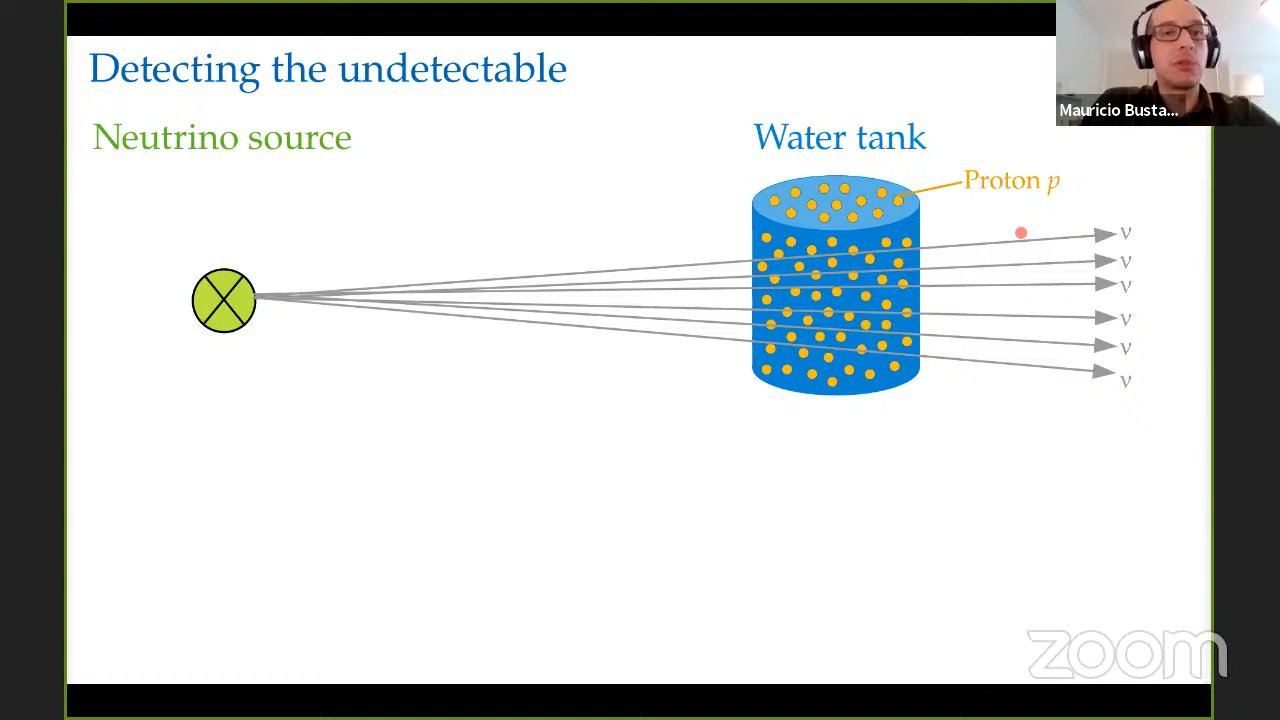 Detecting the undetectable
Neutrino source
Water tank
Proton p
ν
ν
ν
ν
ν
ν
Mauricio Busta...
zoom